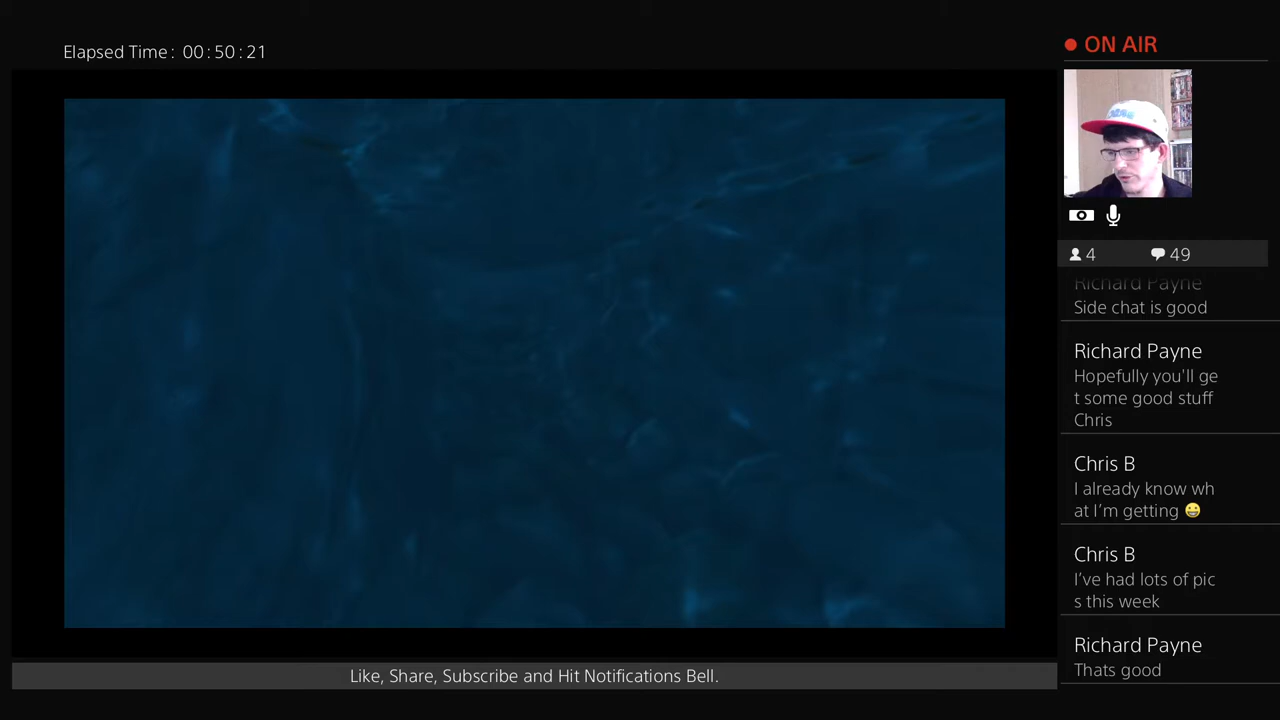 Elapsed Time: 00:50:21
ON AIR
4 49
Richard Payne
Side chat is good
Richard Payne
Hopefully you'll ge
t some good stuff
Chris
Chris B
I already know wh
at I'm getting 😀
Chris B
I've had lots of pic
s this week
Richard Payne
Thats good
Like, Share, Subscribe and Hit Notifications Bell.